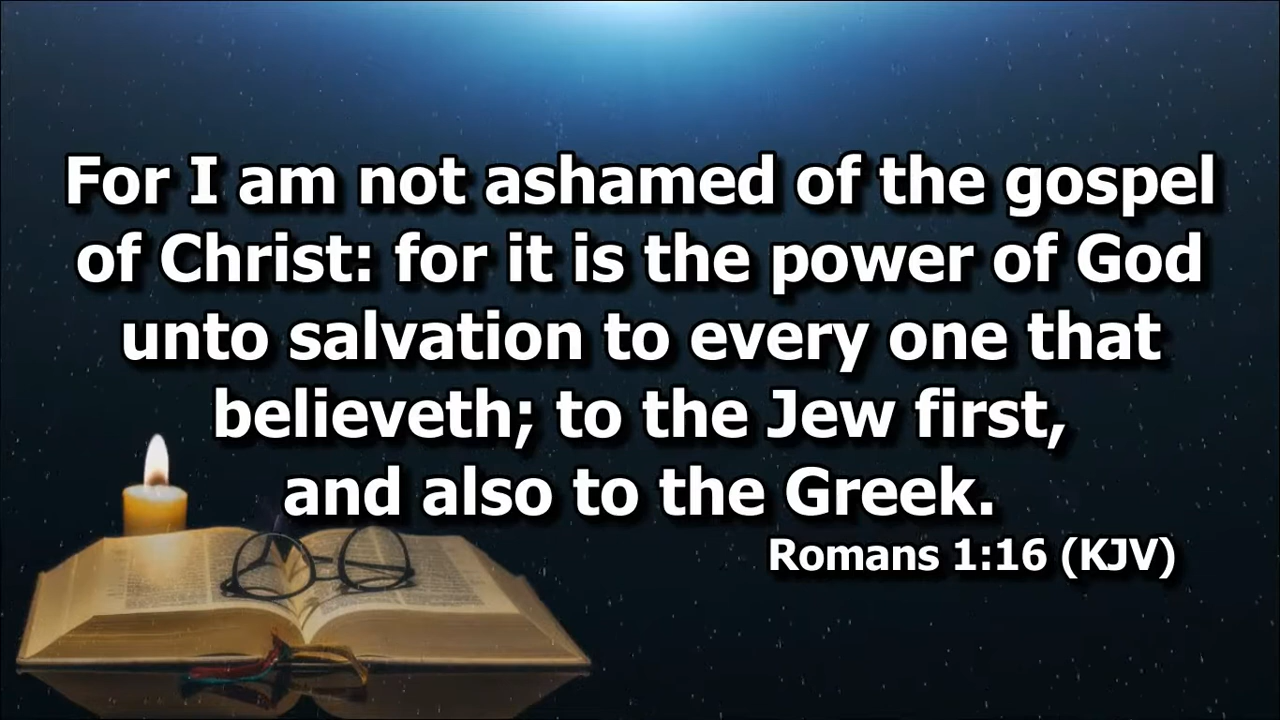 For I am not ashamed of the gospel
of Christ: for it is the power of God
unto salvation to every one that
believeth; to the Jew first,
and also to the Greek.
Romans 1:16 (KJV)